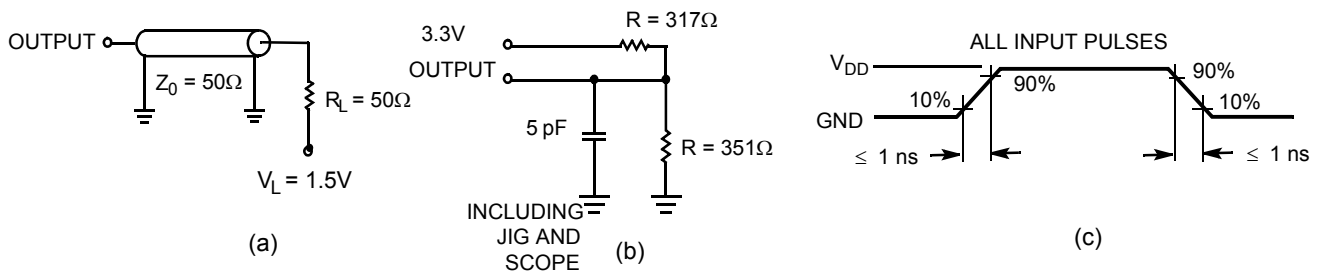 OUTPUT
Z0 = 50Ω
RL = 50Ω
VL = 1.5V
(a)
R = 317Ω
3.3V
OUTPUT
5 pF
R = 351Ω
INCLUDING
JIG AND
SCOPE
(b)
ALL INPUT PULSES
VDD
90%
90%
10%
10%
GND
≤ 1 ns
≤ 1 ns
(c)